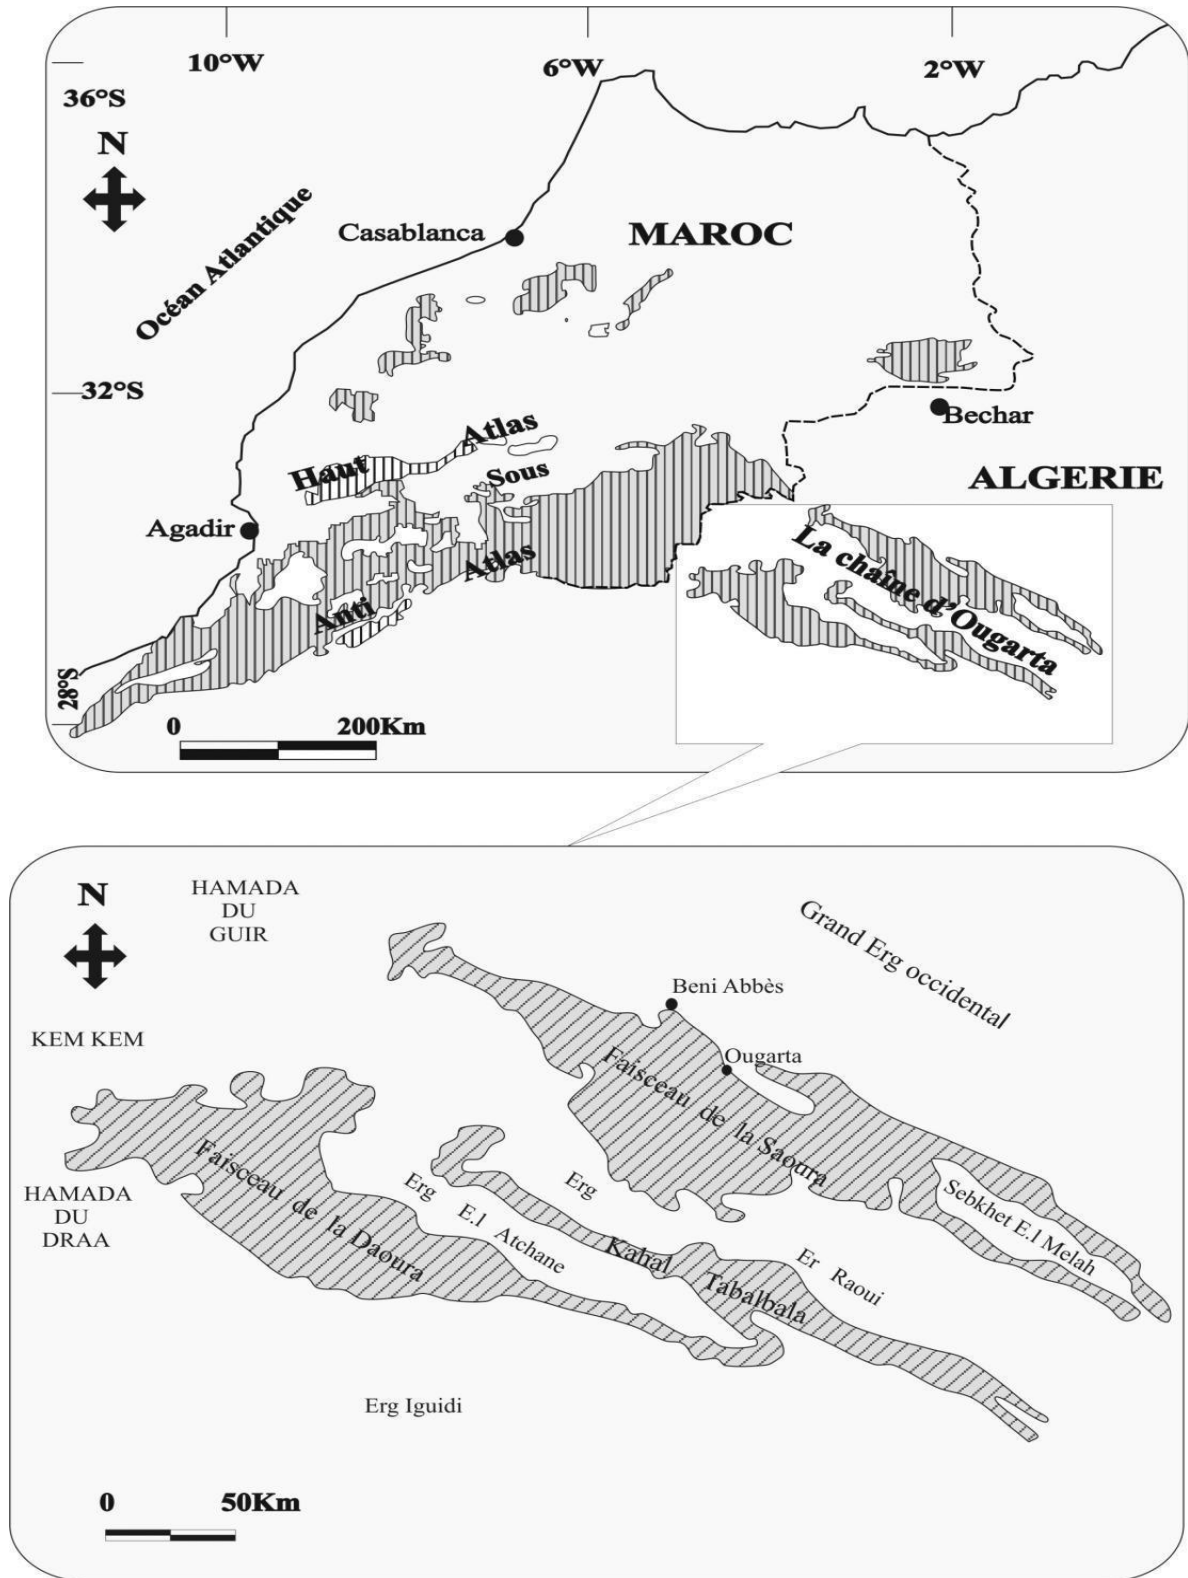 10°W 6°W 2°W
36°S
N
Océan Atlantique
Casablanca
MAROC
32°S
Bechar
Haut Atlas
Sous
ALGERIE
Agadir
Anti Atlas
La chaîne d'Ougarta
28°S
0 200Km
N
HAMADA
DU
GUIR
Grand Erg occidental
Beni Abbès
KEM KEM
Ougarta
Faisceau de la Saoura
Faisceau de la Daoura
HAMADA
DU
DRAA
Erg E.l Atchane
Erg Er Raoui
Sebkhet E.l Melah
Kahal Tabalbala
Erg Iguidi
0 50Km